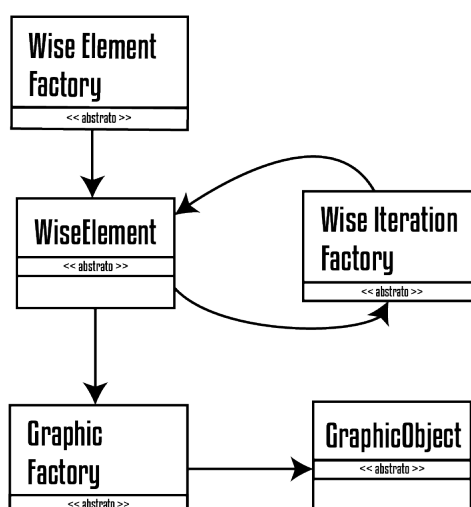 Wise Element
Factory
<< abstrato >>
WiseElement
<< abstrato >>
Wise Iteration
Factory
<< abstrato >>
Graphic
Factory
<< abstrato >>
GraphicObject
<< abstrato >>